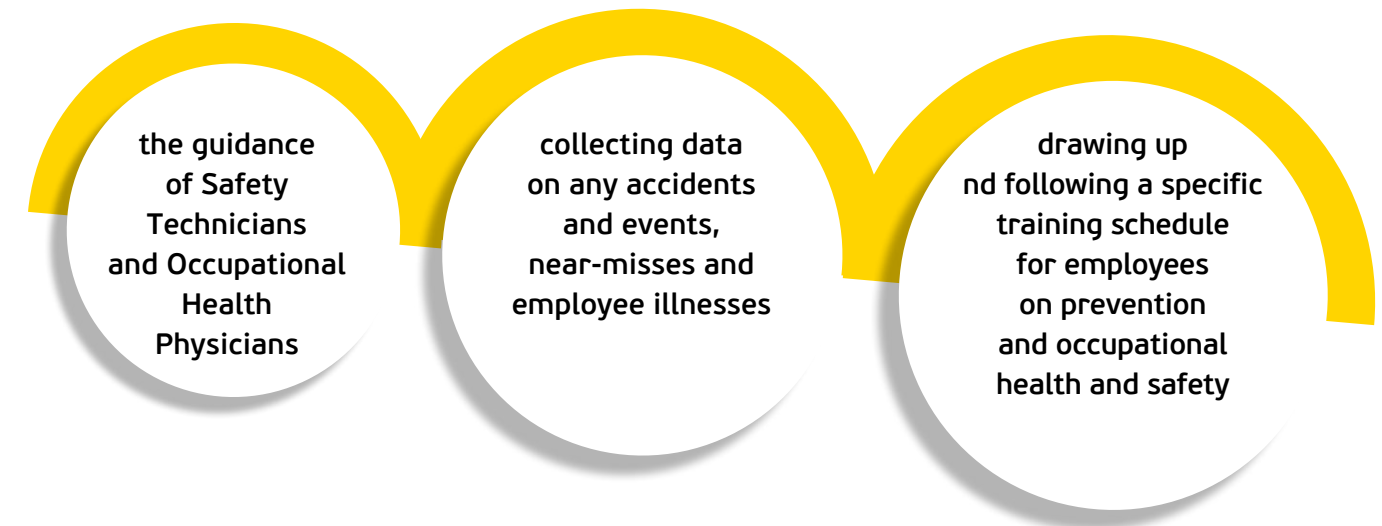 the guidance
of Safety
Technicians
and Occupational
Health
Physicians
collecting data
on any accidents
and events,
near-misses and
employee illnesses
drawing up
nd following a specific
training schedule
for employees
on prevention
and occupational
health and safety